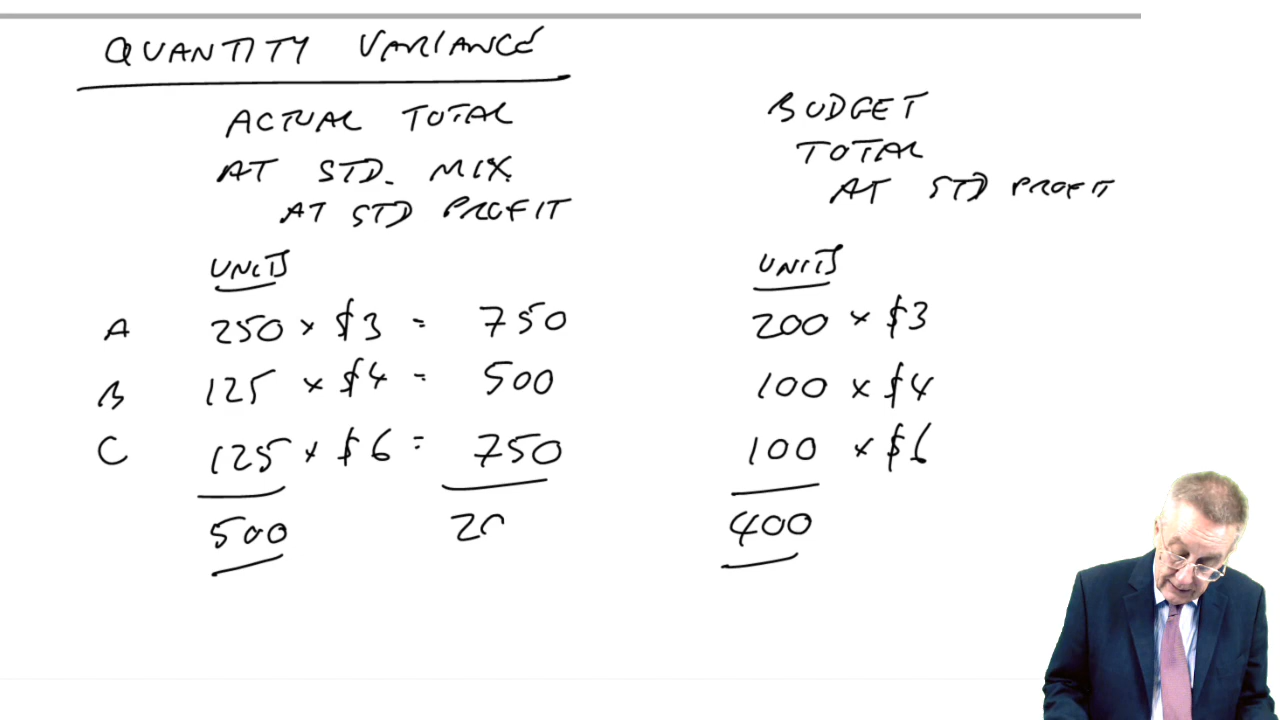 QUANTITY VARIANCE
ACTUAL TOTAL
AT STD. MIX
AT STD PROFIT
BUDGET
TOTAL
AT STD PROFIT
UNITS
UNITS
A 250 × $3 = 750 200 × $3
B 125 × $4 = 500 100 × $4
C 125 × $6 = 750 100 × $6
500 20 400